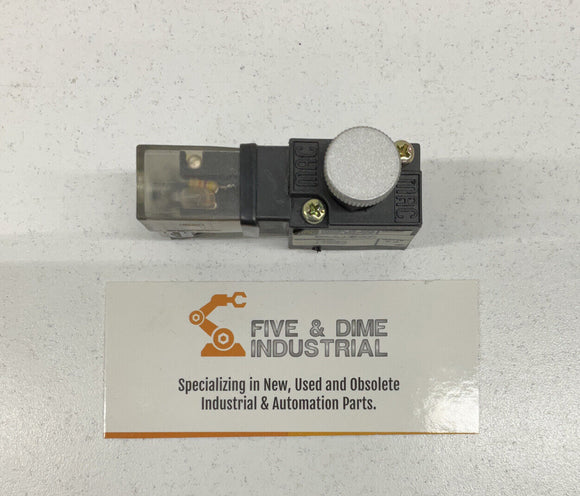 MAC
MAC
FIVE & DIME
INDUSTRIAL
Specializing in New, Used and Obsolete
Industrial & Automation Parts.